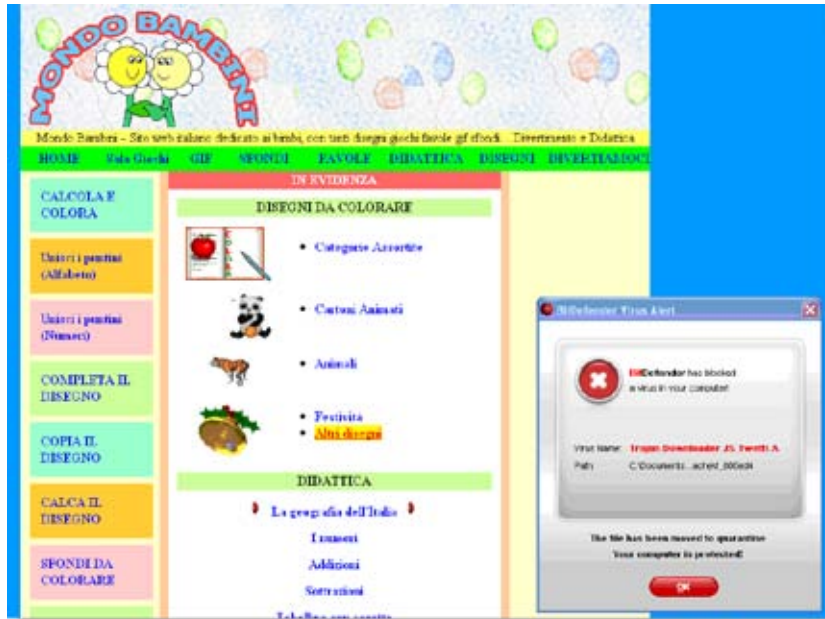 MONDO BAMBINI
Mondo Bambini - Sito web italiano dedicato ai bimbi, con tanti disegni giochi favole gif sfondi. Divertimento e Didattica
HOME Sala Giochi GIF SFONDI FAVOLE DIDATTICA DISEGNI DIVERTIAMOCI
CALCOLA E
COLORA
Unisci i puntini
(Alfabeto)
Unisci i puntini
(Numeri)
COMPLETA IL
DISEGNO
COPIA IL
DISEGNO
CALCA IL
DISEGNO
SFONDI DA
COLORARE
IN EVIDENZA
DISEGNI DA COLORARE
Categorie Assortite
Cartoni Animati
Animali
Festività
Altri disegni
DIDATTICA
La geografia dell'Italia
I numeri
Addizioni
Sottrazioni
BitDefender Virus Alert
BitDefender has blocked
a virus in your computer!
Virus Name: Trojan.Downloader.JS
Path: C:\Documents
The file has been moved to quarantine
Your computer is protected!
OK